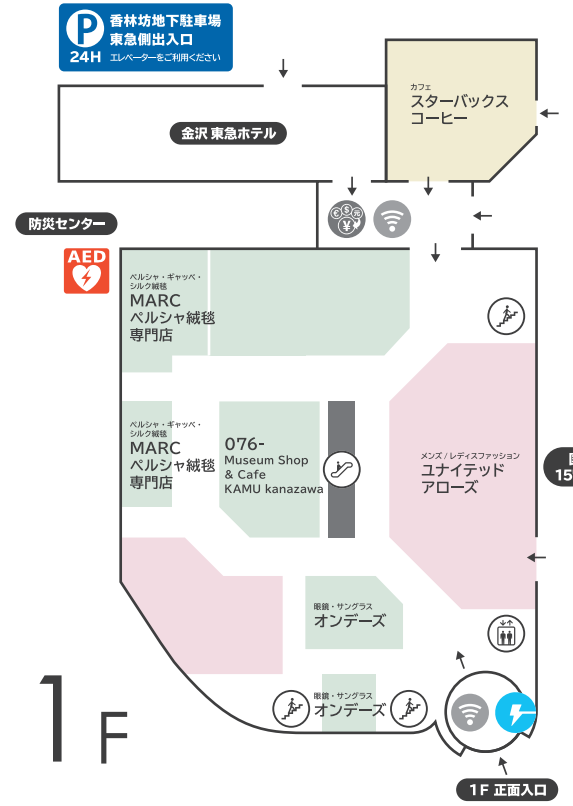 P
24H
香林坊地下駐車場
東急側出入口
エレベーターをご利用ください
カフェ
スターバックス
コーヒー
金沢 東急ホテル
€ $ 元
¥
防災センター
AED
ペルシャ・ギャッベ・
シルク絨毯
MARC
ペルシャ絨毯
専門店
ペルシャ・ギャッベ・
シルク絨毯
MARC
ペルシャ絨毯
専門店
076-
Museum Shop
& Cafe
KAMU kanazawa
メンズ / レディスファッション
ユナイテッド
アローズ
15
眼鏡・サングラス
オンデーズ
眼鏡・サングラス
オンデーズ
1F
1F 正面入口